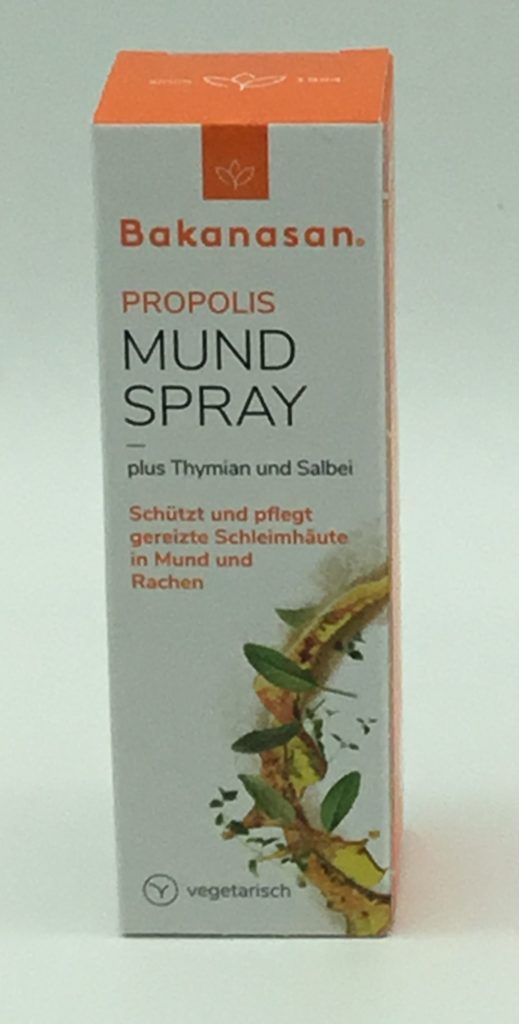 Bakanasan®
PROPOLIS
MUND
SPRAY
plus Thymian und Salbei
Schützt und pflegt
gereizte Schleimhäute
in Mund und
Rachen
vegetarisch